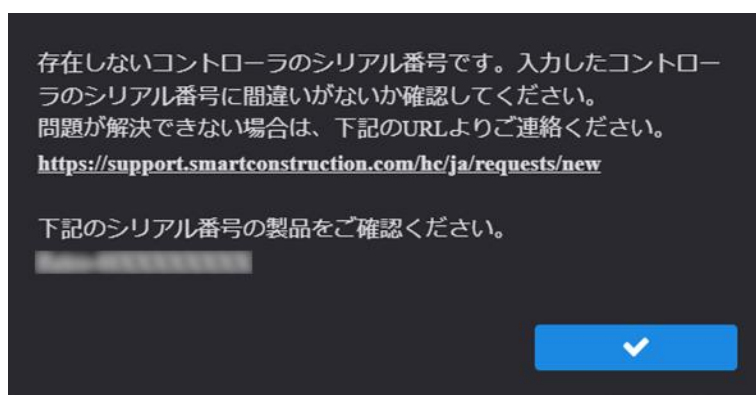 存在しないコントローラのシリアル番号です。入力したコントロー
ラのシリアル番号に間違いがないか確認してください。
問題が解決できない場合は、下記のURLよりご連絡ください。
https://support.smartconstruction.com/hc/ja/requests/new
下記のシリアル番号の製品をご確認ください。